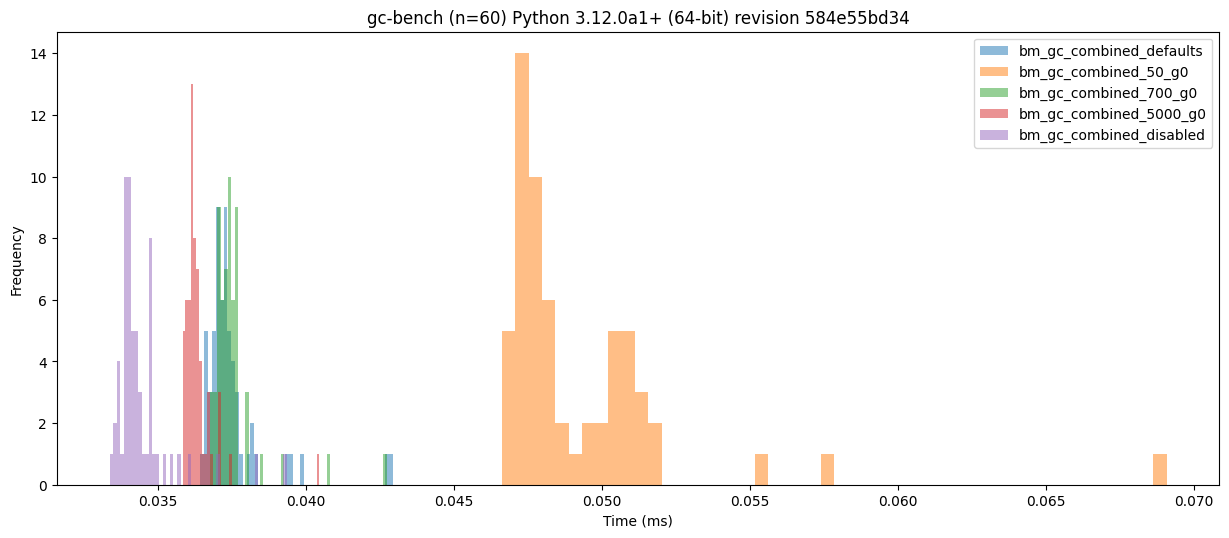 gc-bench (n=60) Python 3.12.0a1+ (64-bit) revision 584e55bd34
bm_gc_combined_defaults
bm_gc_combined_50_g0
bm_gc_combined_700_g0
bm_gc_combined_5000_g0
bm_gc_combined_disabled
14
12
10
8
6
4
2
0
Frequency
0.035 0.040 0.045 0.050 0.055 0.060 0.065 0.070
Time (ms)